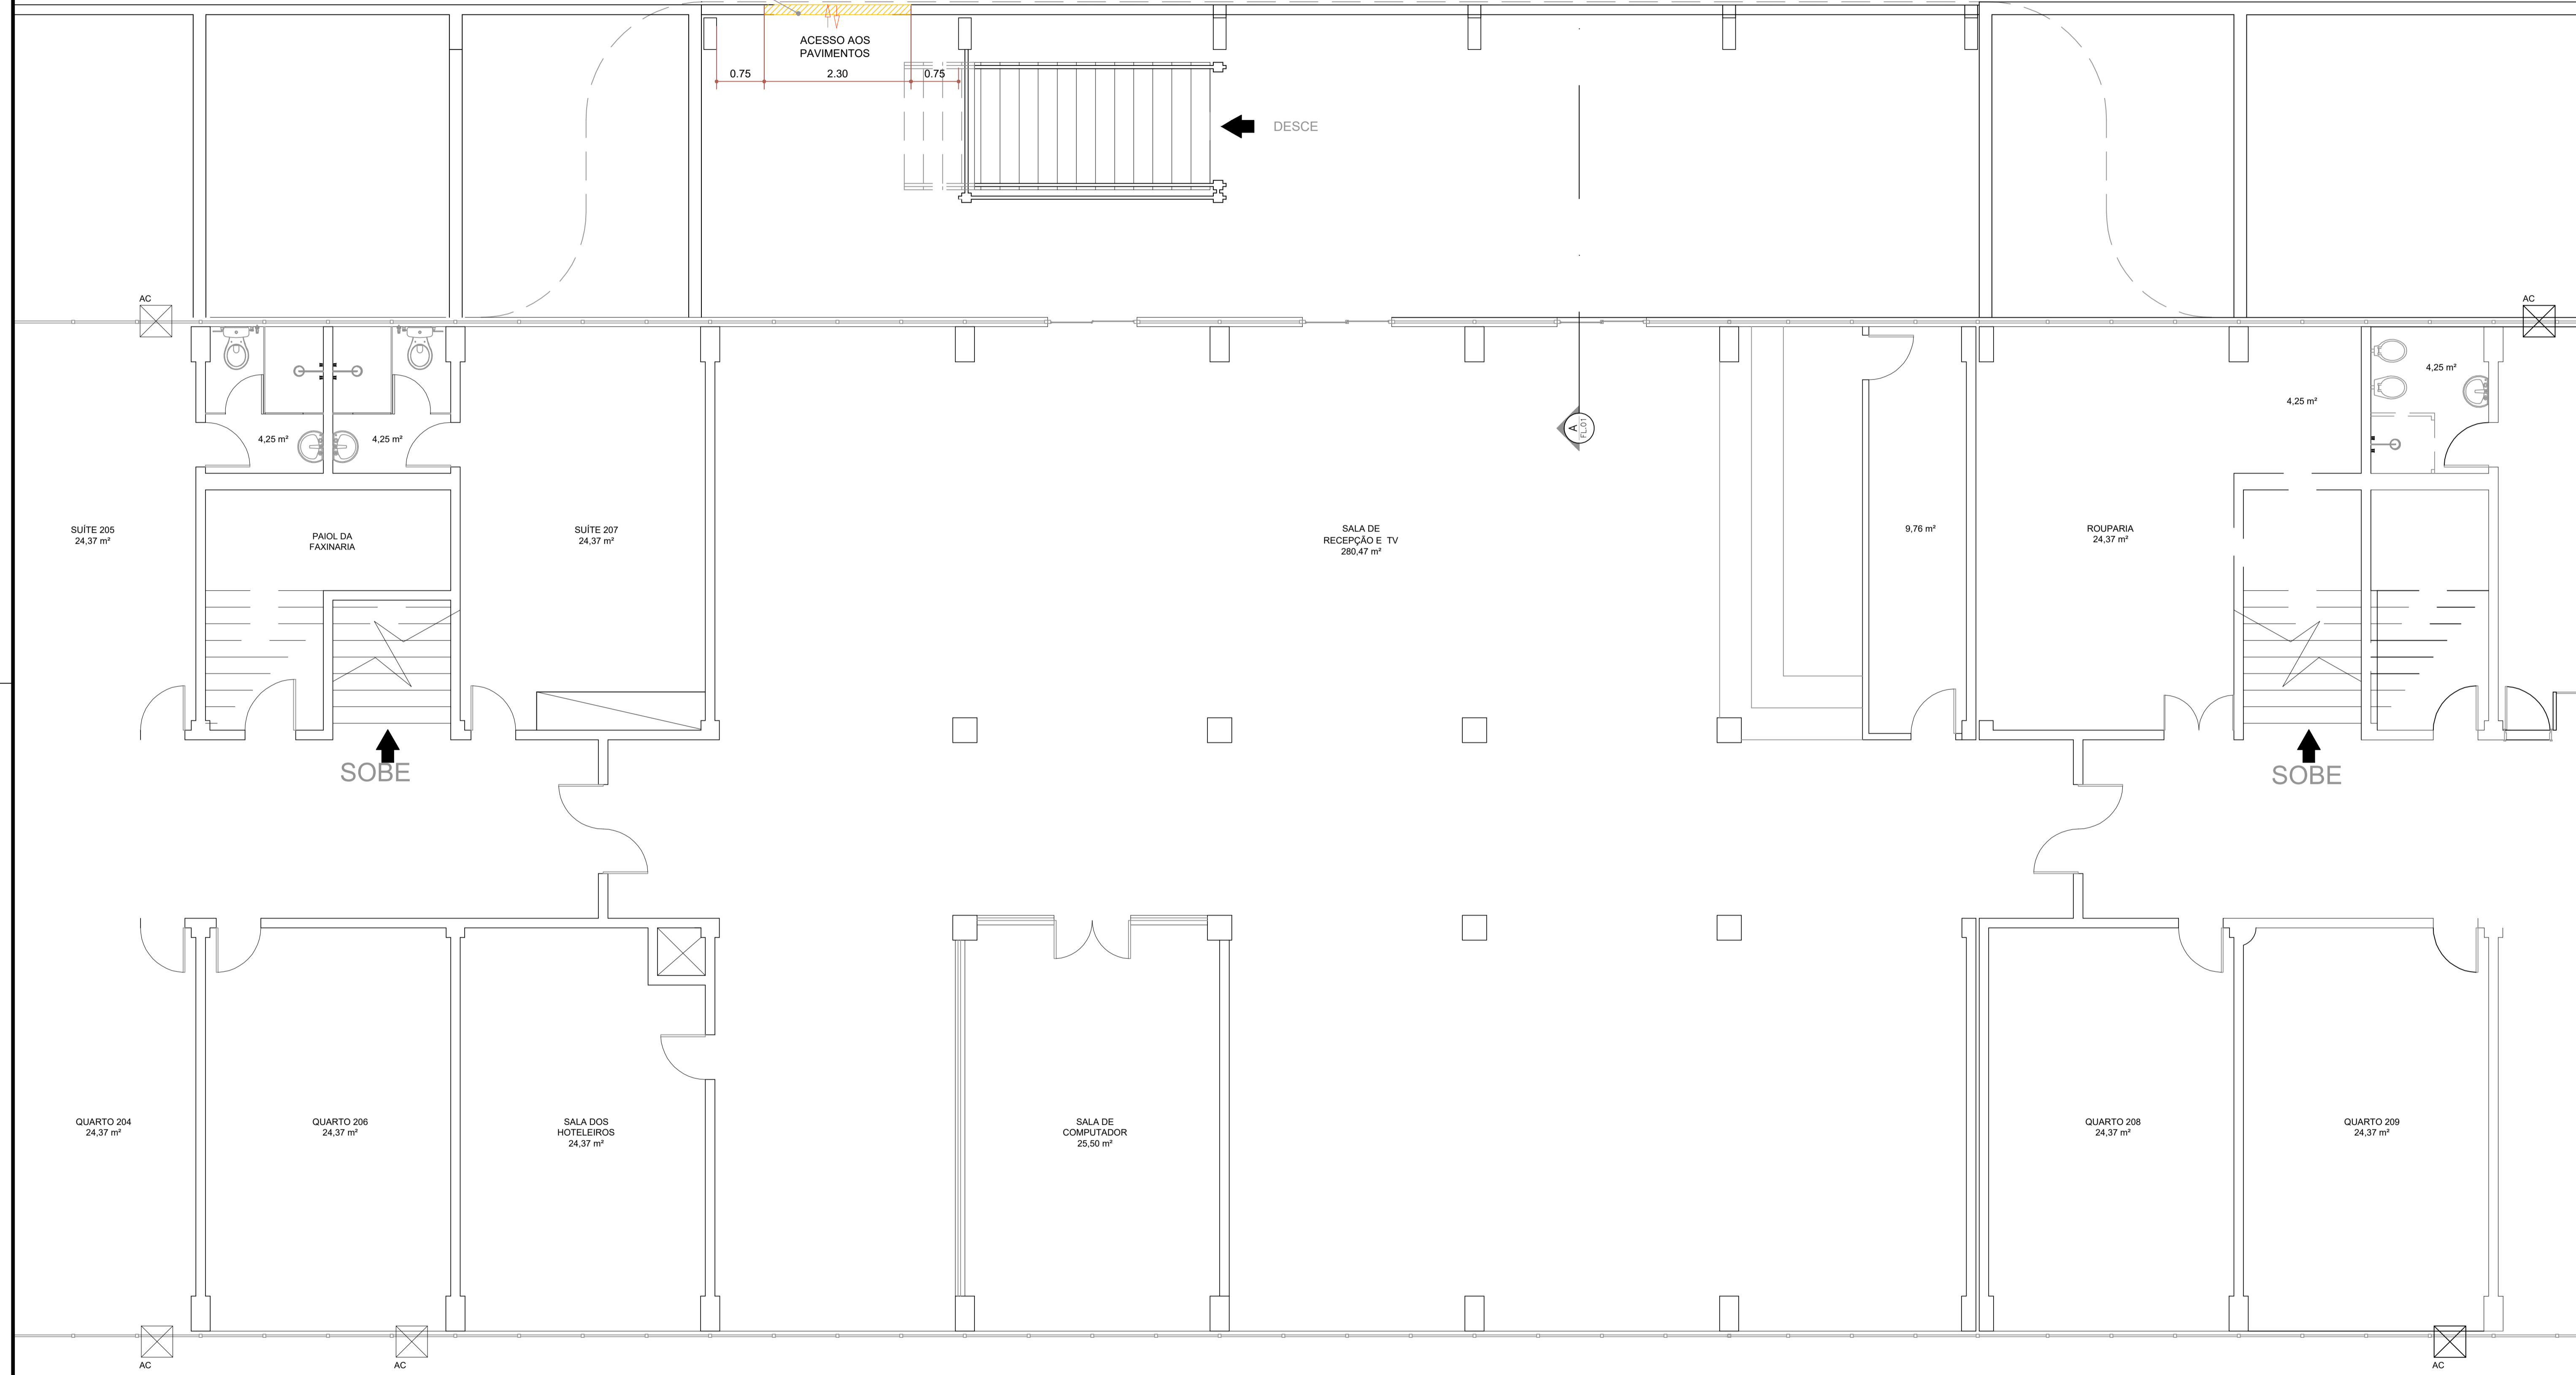 ACESSO AOS
PAVIMENTOS
0.75
2.30
0.75
DESCE
AC
AC
4,25 m²
4,25 m²
4,25 m²
4,25 m²
A
FL.01
SUÍTE 205
24,37 m²
PAIOL DA
FAXINARIA
SUÍTE 207
24,37 m²
SALA DE
RECEPÇÃO E TV
280,47 m²
9,76 m²
ROUPARIA
24,37 m²
SOBE
SOBE
QUARTO 204
24,37 m²
QUARTO 206
24,37 m²
SALA DOS
HOTELEIROS
24,37 m²
SALA DE
COMPUTADOR
25,50 m²
QUARTO 208
24,37 m²
QUARTO 209
24,37 m²
AC
AC
AC